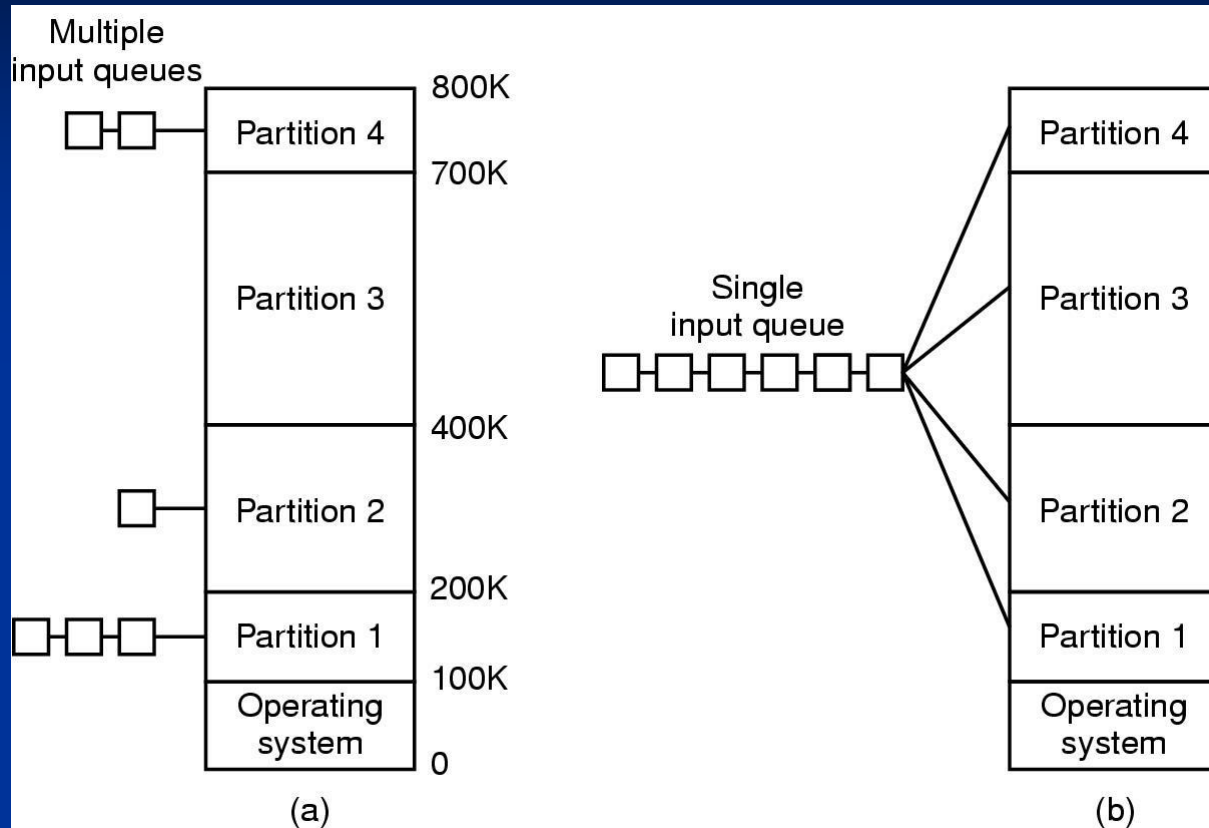 Multiple
input queues
800K
Partition 4
700K
Partition 3
400K
Partition 2
200K
Partition 1
100K
Operating
system
0
(a)
Single
input queue
Partition 4
Partition 3
Partition 2
Partition 1
Operating
system
(b)